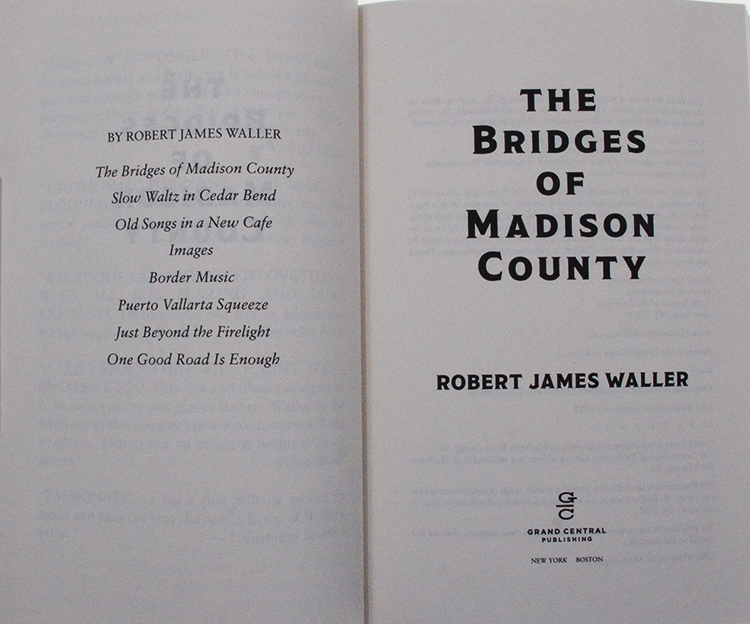 BY ROBERT JAMES WALLER
The Bridges of Madison County
Slow Waltz in Cedar Bend
Old Songs in a New Cafe
Images
Border Music
Puerto Vallarta Squeeze
Just Beyond the Firelight
One Good Road Is Enough
THE
BRIDGES
OF
MADISON
COUNTY
ROBERT JAMES WALLER
GRAND CENTRAL
PUBLISHING
NEW YORK BOSTON